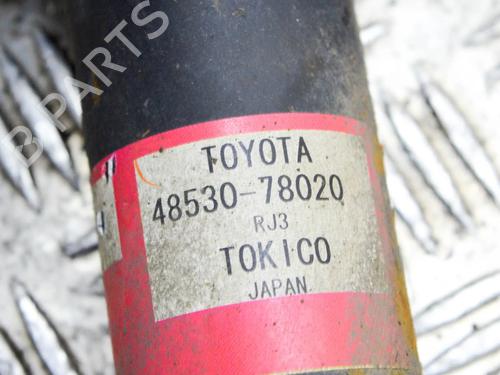 B PARTS
TOYOTA
48530-78020
RJ3
TOKICO
JAPAN